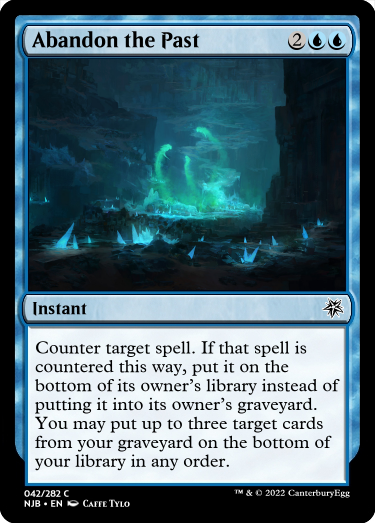 Abandon the Past 2
Instant
Counter target spell. If that spell is
countered this way, put it on the
bottom of its owner's library instead of
putting it into its owner's graveyard.
You may put up to three target cards
from your graveyard on the bottom of
your library in any order.
042/282 C
NJB • EN Caffe Tylo
™ & © 2022 CanterburyEgg